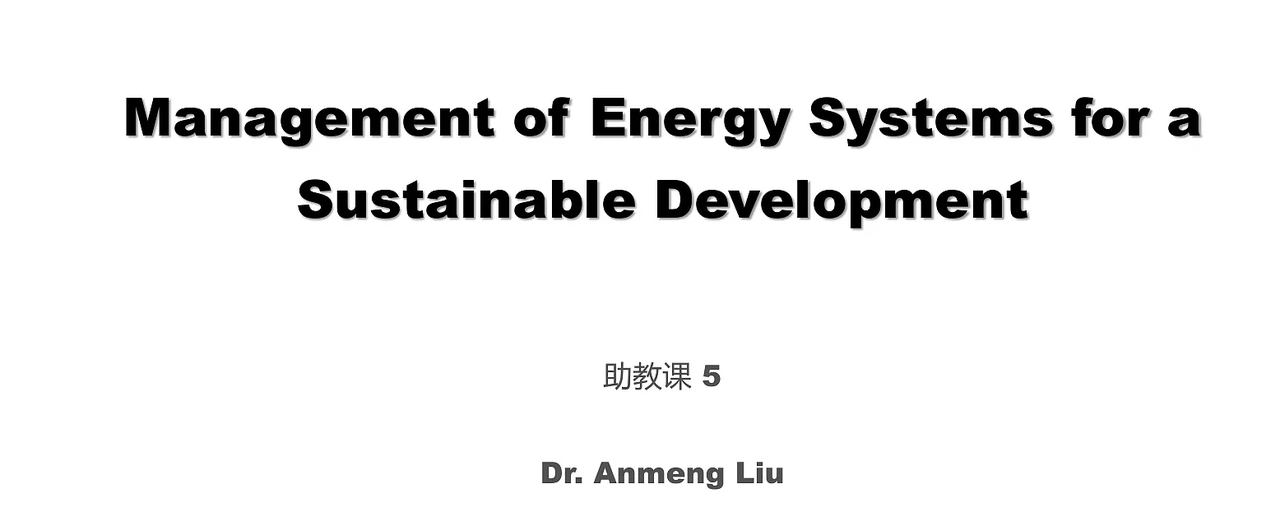 Management of Energy Systems for a
Sustainable Development
助教课 5
Dr. Anmeng Liu